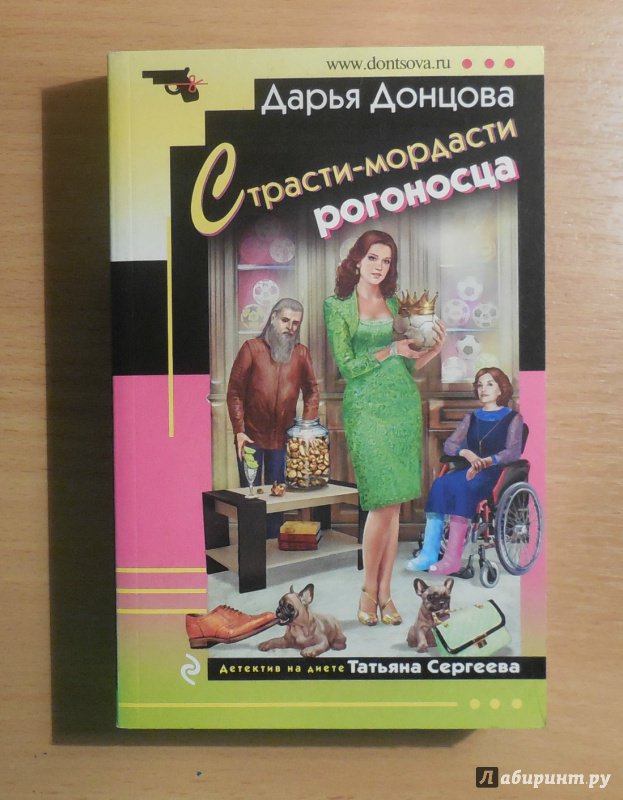 www.dontsova.ru
Дарья Донцова
Страсти-мордасти
рогоносца
Детектив на диете Татьяна Сергеева
Лабиринт.ру